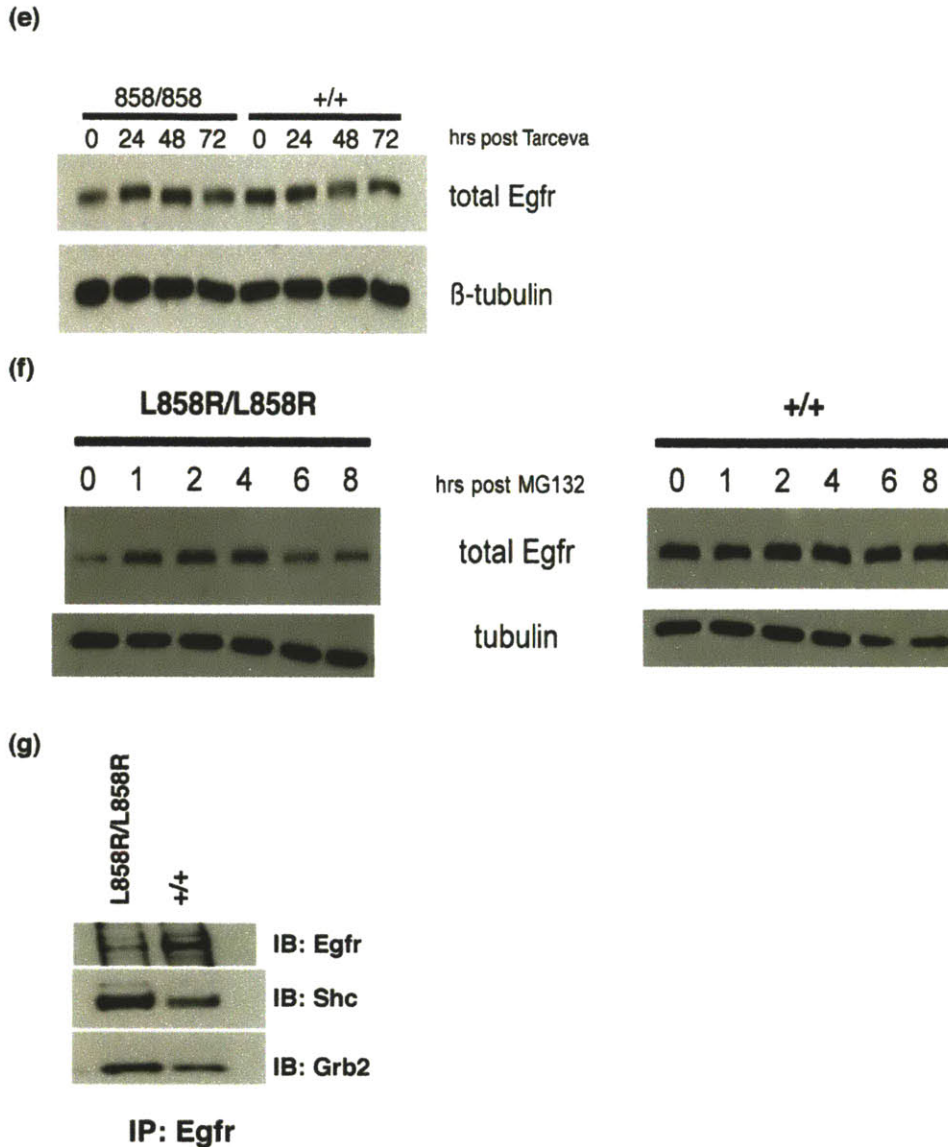 (e)
858/858 +/+
0 24 48 72 0 24 48 72 hrs post Tarceva
total Egfr
ß-tubulin
(f)
L858R/L858R +/+
0 1 2 4 6 8 hrs post MG132 0 1 2 4 6 8
total Egfr
tubulin
(g)
L858R/L858R
+/+
IB: Egfr
IB: Shc
IB: Grb2
IP: Egfr